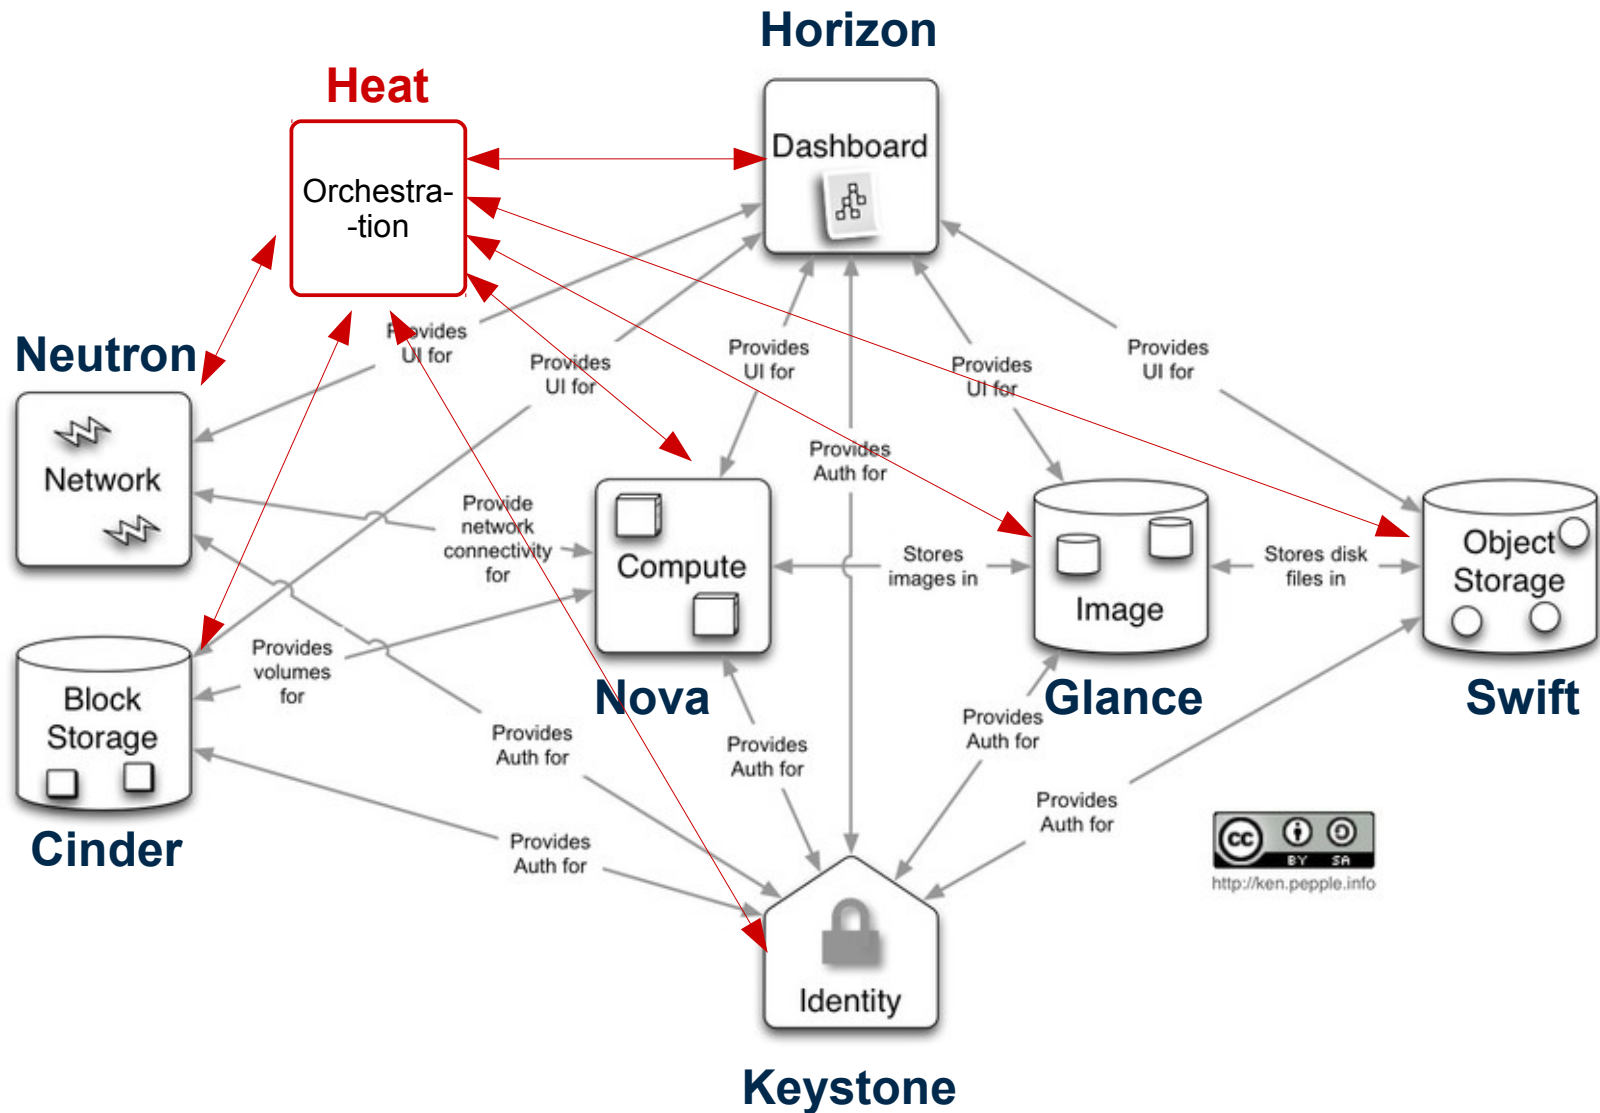 Horizon
Heat
Dashboard
Orchestra-
-tion
Provides
UI for
Neutron
Provides
UI for
Provides
UI for
Provides
UI for
Provides
UI for
Network
Provides
Auth for
Provide
network
connectivity
for
Compute
Stores
images in
Image
Stores disk
files in
Object
Storage
Provides
volumes
for
Block
Storage
Nova
Glance
Swift
Provides
Auth for
Provides
Auth for
Provides
Auth for
Provides
Auth for
Cinder
Provides
Auth for
cc
BY SA
http://ken.pepple.info
Identity
Keystone